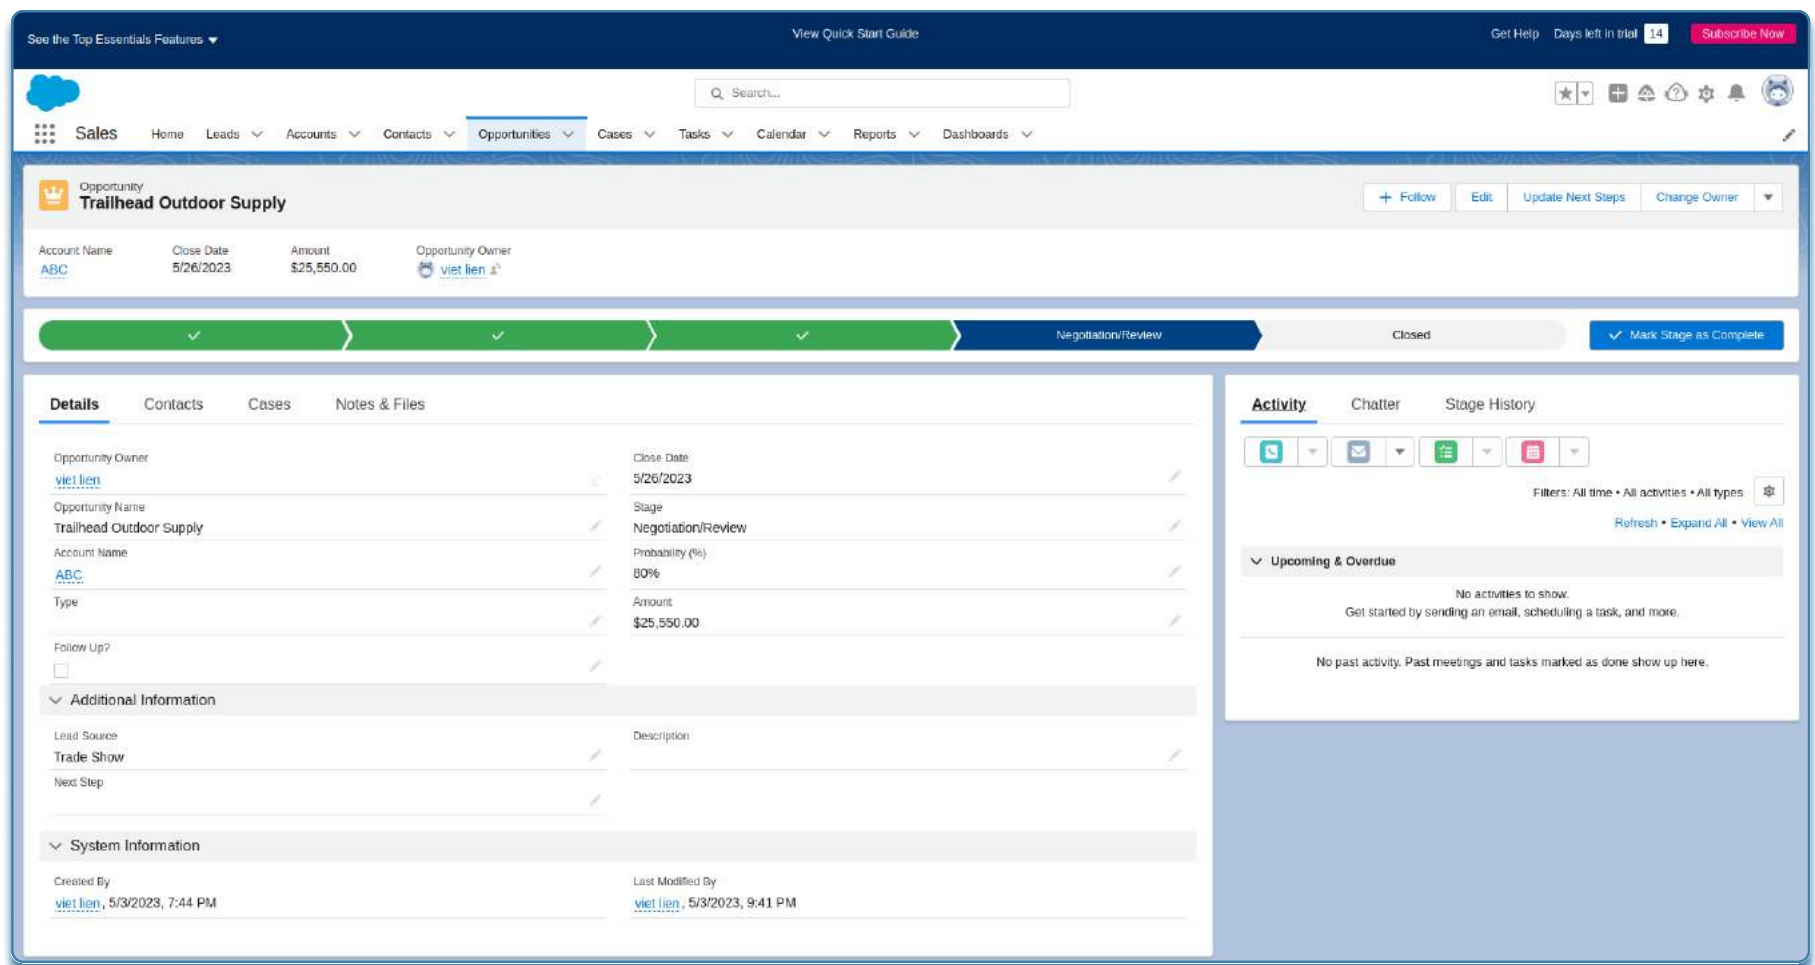 See the Top Essentials Features
View Quick Start Guide
Get Help Days left in trial 14 Subscribe Now
Search...
Sales Home Leads Accounts Contacts Opportunities Cases Tasks Calendar Reports Dashboards
Opportunity
Trailhead Outdoor Supply
+ Follow Edit Update Next Steps Change Owner
Account Name Close Date Amount Opportunity Owner
ABC 5/26/2023 $25,550.00 viet lien
Negotiation/Review Closed Mark Stage as Complete
Details Contacts Cases Notes & Files
Opportunity Owner
viet lien
Close Date
5/26/2023
Opportunity Name
Trailhead Outdoor Supply
Stage
Negotiation/Review
Account Name
ABC
Probability (%)
80%
Type
Amount
$25,550.00
Follow Up?
Additional Information
Lead Source
Trade Show
Description
Next Step
System Information
Created By
viet lien, 5/3/2023, 7:44 PM
Last Modified By
viet lien, 5/3/2023, 9:41 PM
Activity Chatter Stage History
Filters: All time • All activities • All types
Refresh • Expand All • View All
Upcoming & Overdue
No activities to show.
Get started by sending an email, scheduling a task, and more.
No past activity. Past meetings and tasks marked as done show up here.